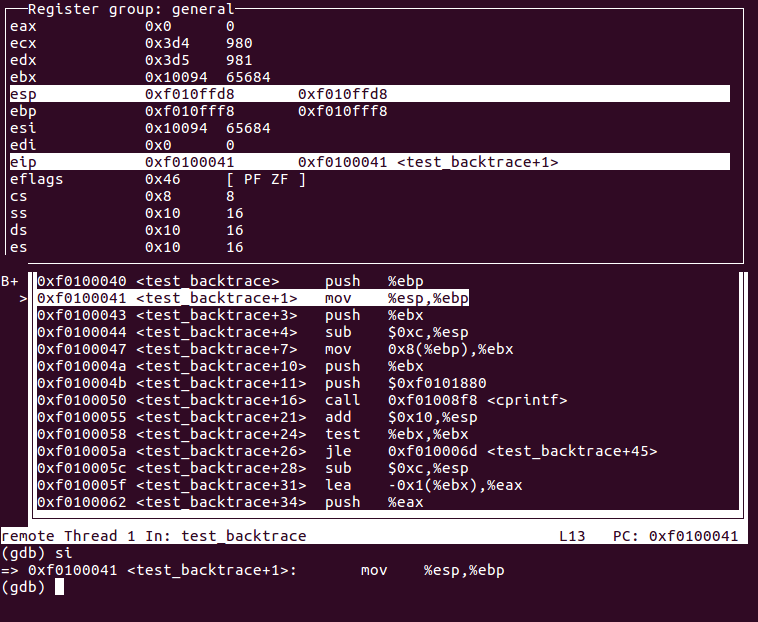 Register group: general
eax 0x0 0
ecx 0x3d4 980
edx 0x3d5 981
ebx 0x10094 65684
esp 0xf010ffd8 0xf010ffd8
ebp 0xf010fff8 0xf010fff8
esi 0x10094 65684
edi 0x0 0
eip 0xf0100041 0xf0100041 <test_backtrace+1>
eflags 0x46 [ PF ZF ]
cs 0x8 8
ss 0x10 16
ds 0x10 16
es 0x10 16
B+ 0xf0100040 <test_backtrace> push %ebp
> 0xf0100041 <test_backtrace+1> mov %esp,%ebp
0xf0100043 <test_backtrace+3> push %ebx
0xf0100044 <test_backtrace+4> sub $0xc,%esp
0xf0100047 <test_backtrace+7> mov 0x8(%ebp),%ebx
0xf010004a <test_backtrace+10> push %ebx
0xf010004b <test_backtrace+11> push $0xf0101880
0xf0100050 <test_backtrace+16> call 0xf01008f8 <cprintf>
0xf0100055 <test_backtrace+21> add $0x10,%esp
0xf0100058 <test_backtrace+24> test %ebx,%ebx
0xf010005a <test_backtrace+26> jle 0xf010006d <test_backtrace+45>
0xf010005c <test_backtrace+28> sub $0xc,%esp
0xf010005f <test_backtrace+31> lea -0x1(%ebx),%eax
0xf0100062 <test_backtrace+34> push %eax
remote Thread 1 In: test_backtrace L13 PC: 0xf0100041
(gdb) si
=> 0xf0100041 <test_backtrace+1>: mov %esp,%ebp
(gdb)